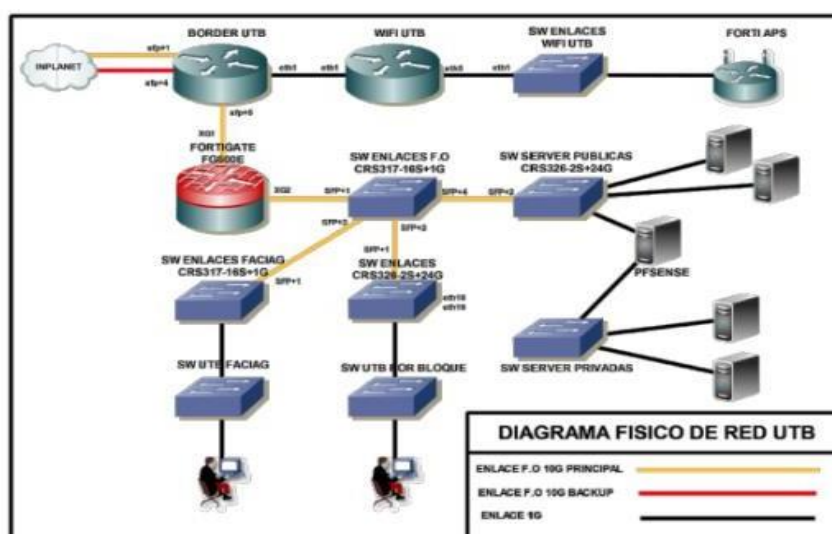 BORDER UTB
WIFI UTB
SW ENLACES
WIFI UTB
FORTI APS
INPLANET
sfp+1
sfp+4
eth1
eth1
eth1
sfp+5
XG1
FORTIGATE
FG500E
XG2
SW ENLACES F.O
CRS317-16S+1G
SFP+1
SFP+4
SFP+3
SFP+2
SW SERVER PUBLICAS
CRS326-2S+24G
SFP+2
SW ENLACES FACIAG
CRS317-16S+1G
SFP+1
SFP+1
SW ENLACES
CRS326-2S+24G
PFSENSE
SW UTB FACIAG
SW UTB POR BLOQUE
SW SERVER PRIVADAS
DIAGRAMA FISICO DE RED UTB
ENLACE F.O 10G PRINCIPAL
ENLACE F.O 10G BACKUP
ENLACE 1G